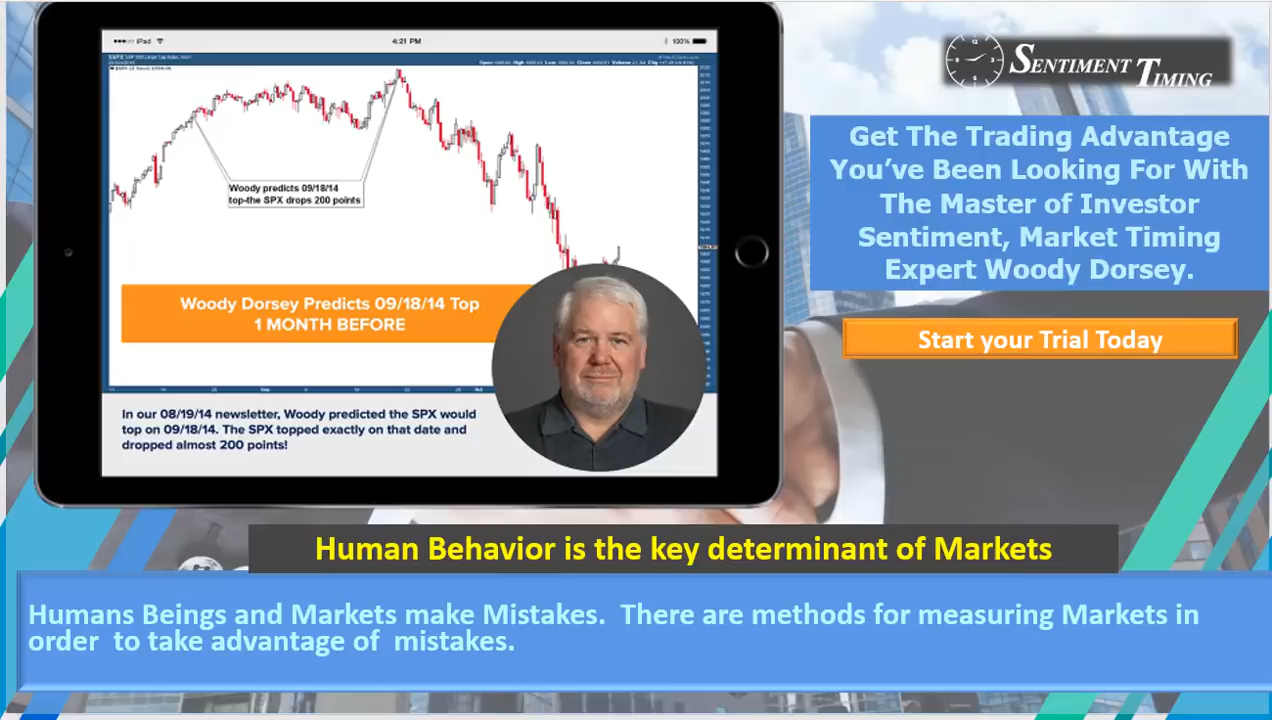 iPad
4:21 PM
100%
SENTIMENT TIMING
Get The Trading Advantage
You’ve Been Looking For With
The Master of Investor
Sentiment, Market Timing
Expert Woody Dorsey.
Start your Trial Today
Woody predicts 09/18/14
top-the SPX drops 200 points
Woody Dorsey Predicts 09/18/14 Top
1 MONTH BEFORE
In our 08/19/14 newsletter, Woody predicted the SPX would
top on 09/18/14. The SPX topped exactly on that date and
dropped almost 200 points!
Human Behavior is the key determinant of Markets
Humans Beings and Markets make Mistakes.  There are methods for measuring Markets in
order  to take advantage of  mistakes.